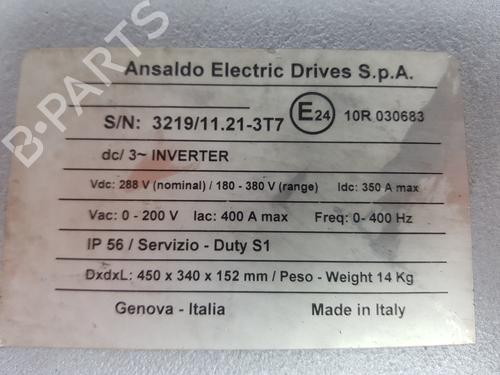 B-PARTS
Ansaldo Electric Drives S.p.A.
S/N: 3219/11.21-3T7 E24 10R 030683
dc/ 3~ INVERTER
Vdc: 288 V (nominal) / 180 - 380 V (range) Idc: 350 A max
Vac: 0 - 200 V Iac: 400 A max Freq: 0- 400 Hz
IP 56 / Servizio - Duty S1
DxdxL: 450 x 340 x 152 mm / Peso - Weight 14 Kg
Genova - Italia Made in Italy